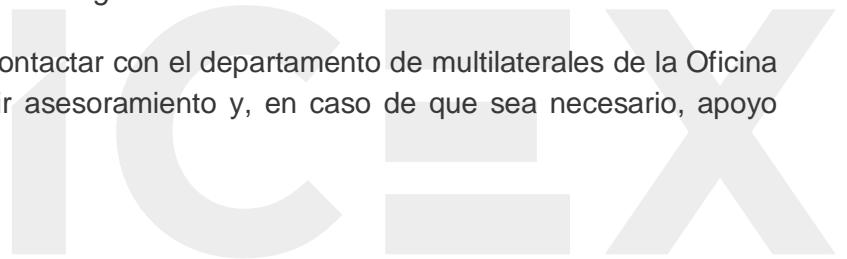 ontactar con el departamento de multilaterales de la Oficina
ir asesoramiento y, en caso de que sea necesario, apoyo
ICEX